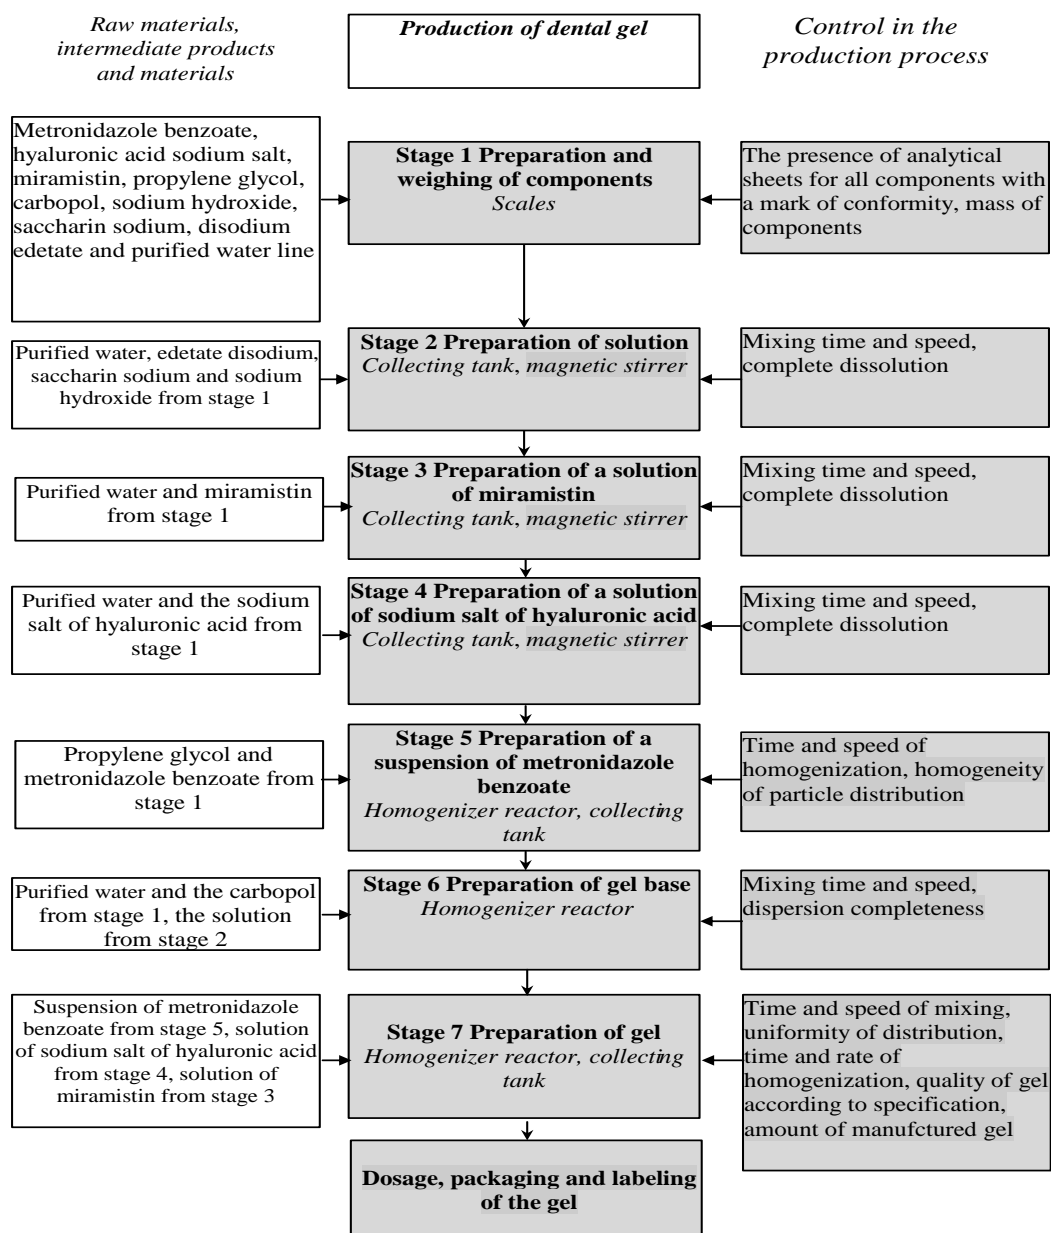 Raw materials,
intermediate products
and materials
Production of dental gel
Control in the
production process
Metronidazole benzoate,
hyaluronic acid sodium salt,
miramistin, propylene glycol,
carbopol, sodium hydroxide,
saccharin sodium, disodium
edetate and purified water line
Stage 1 Preparation and
weighing of components
Scales
The presence of analytical
sheets for all components with
a mark of conformity, mass of
components
Purified water, edetate disodium,
saccharin sodium and sodium
hydroxide from stage 1
Stage 2 Preparation of solution
Collecting tank, magnetic stirrer
Mixing time and speed,
complete dissolution
Purified water and miramistin
from stage 1
Stage 3 Preparation of a solution
of miramistin
Collecting tank, magnetic stirrer
Mixing time and speed,
complete dissolution
Purified water and the sodium
salt of hyaluronic acid from
stage 1
Stage 4 Preparation of a solution
of sodium salt of hyaluronic acid
Collecting tank, magnetic stirrer
Mixing time and speed,
complete dissolution
Propylene glycol and
metronidazole benzoate from
stage 1
Stage 5 Preparation of a
suspension of metronidazole
benzoate
Homogenizer reactor, collecting
tank
Time and speed of
homogenization, homogeneity
of particle distribution
Purified water and the carbopol
from stage 1, the solution
from stage 2
Stage 6 Preparation of gel base
Homogenizer reactor
Mixing time and speed,
dispersion completeness
Suspension of metronidazole
benzoate from stage 5, solution
of sodium salt of hyaluronic acid
from stage 4, solution of
miramistin from stage 3
Stage 7 Preparation of gel
Homogenizer reactor, collecting
tank
Time and speed of mixing,
uniformity of distribution,
time and rate of
homogenization, quality of gel
according to specification,
amount of manufctured gel
Dosage, packaging and labeling
of the gel